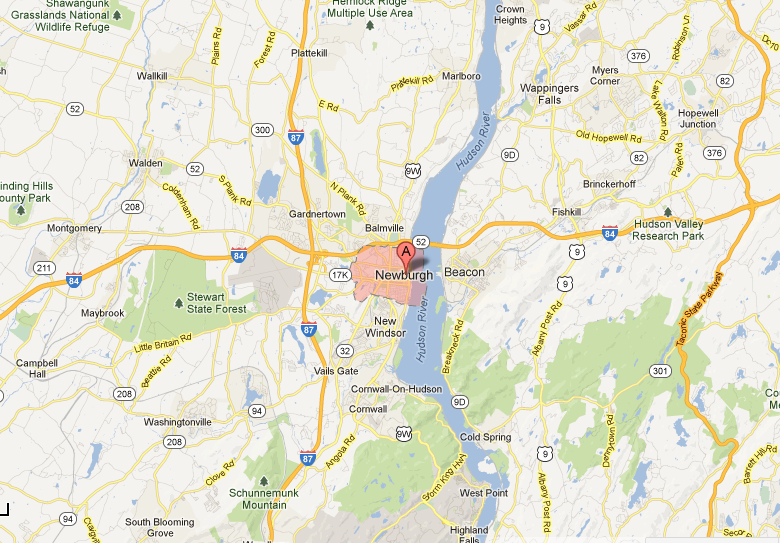 Shawangunk
Grasslands National
Wildlife Refuge
Hemlock Ridge
Multiple Use Area
Crown
Heights
Plains Rd
Forest Rd
Plattekill
9
Vassar Rd
Robinson Ln
376
Wallkill
Marlboro
Myers
Corner
82
Wappingers
Falls
Lake Walton Rd
52
E Rd
Hopewell
Junction
300
87
Old Hopewell Rd
Hudson River
9D
82
376
Walden
52
9W
Palen Rd
S Plank Rd
N Plank Rd
Brinckerhoff
Coldenham Rd
208
Gardnertown
Fishkill
Montgomery
Balmville
84
Hudson Valley
Research Park
52
84
9
211
84
17K
A
Newburgh
Beacon
9
Taconic State Parkway
Stewart
State Forest
Maybrook
New
Windsor
87
Hudson River
Breakneck Rd
Albany Post Rd
Little Britain Rd
32
Campbell
Hall
Beattie Rd
Vails Gate
301
208
Cornwall-On-Hudson
94
Cornwall
9D
Washingtonville
208
9W
Cold Spring
Dennytown Rd
Angola Rd
9
87
Clove Rd
Storm King Hwy
Barrett Hill Rd
Schunnemunk
Mountain
West Point
Albany Post Rd
94
South Blooming
Grove
Highland
Falls